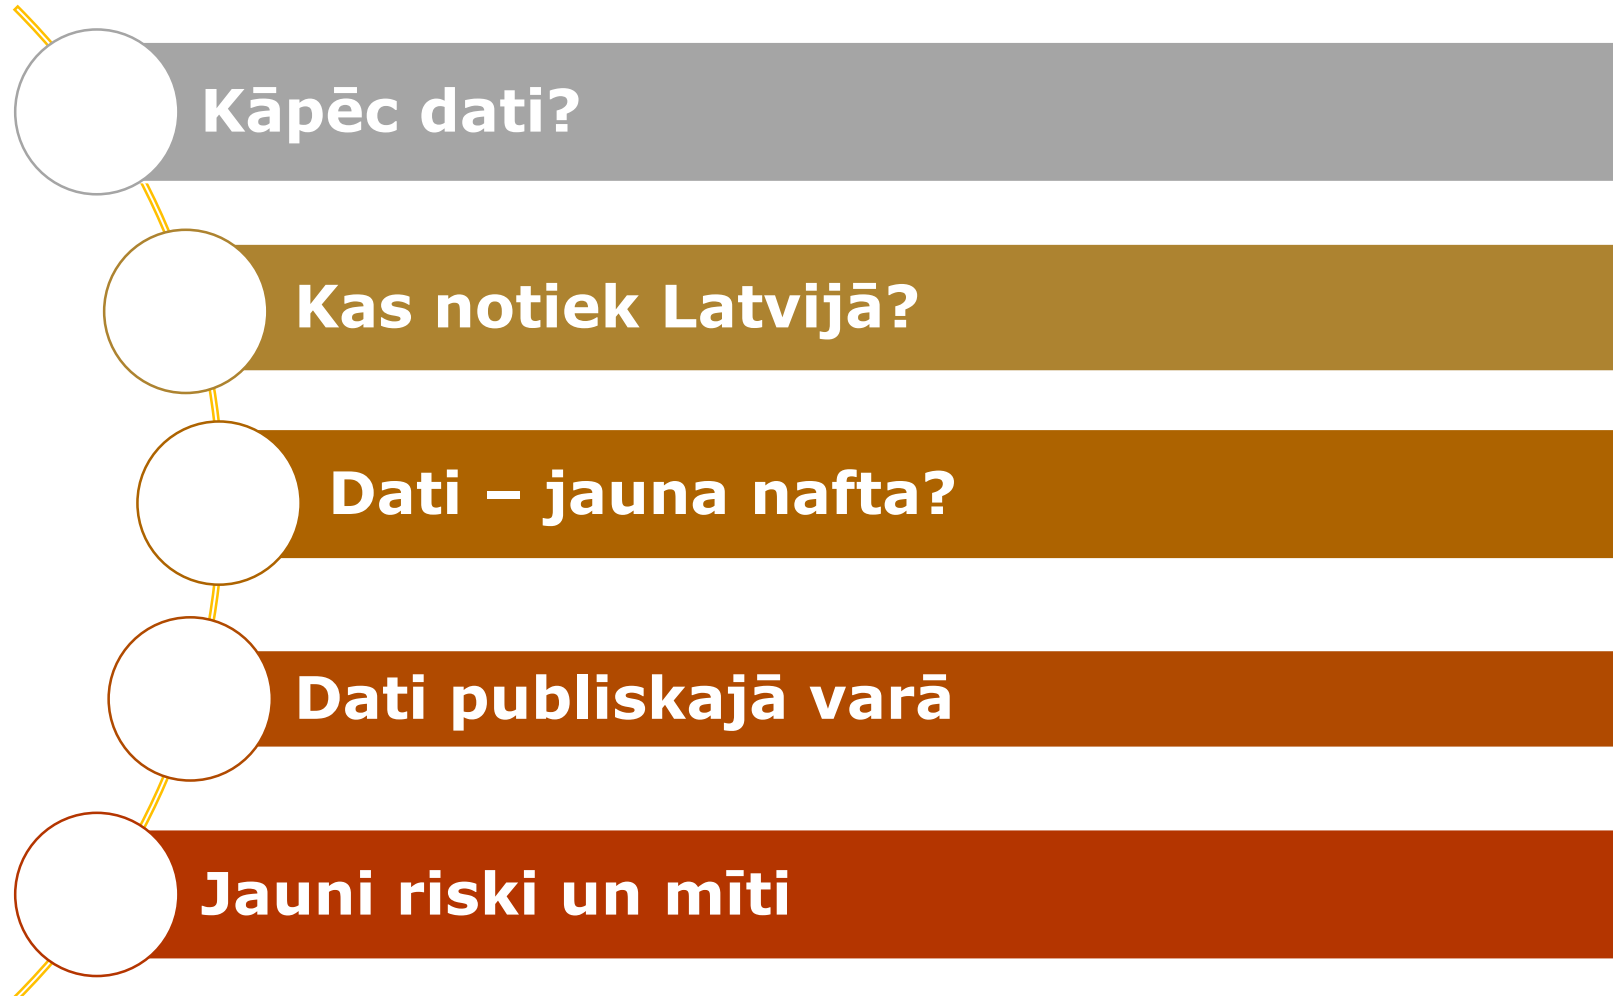 Kāpēc dati?
Kas notiek Latvijā?
Dati – jauna nafta?
Dati publiskajā varā
Jauni riski un mīti